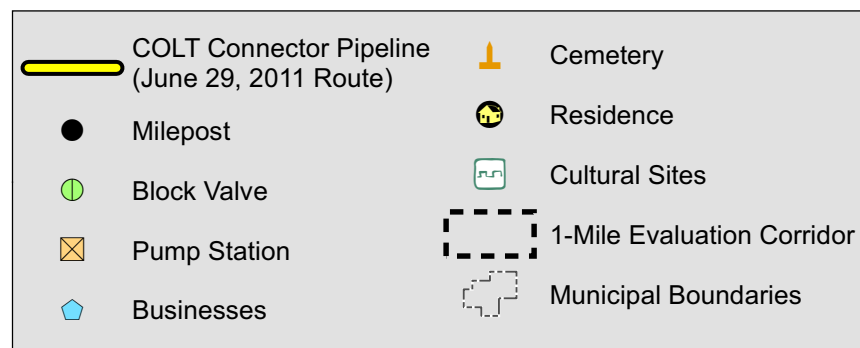 COLT Connector Pipeline
(June 29, 2011 Route)
Milepost
Block Valve
Pump Station
Businesses
Cemetery
Residence
Cultural Sites
1-Mile Evaluation Corridor
Municipal Boundaries